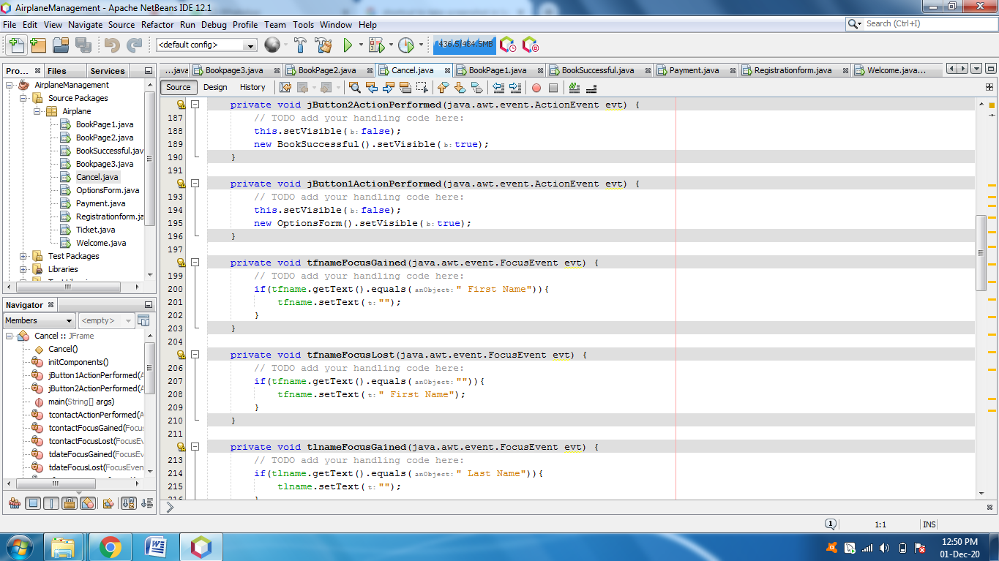 AirplaneManagement - Apache NetBeans IDE 12.1
File Edit View Navigate Source Refactor Run Debug Profile Team Tools Window Help
Search (Ctrl+I)
<default config>
436.5/484.5MB
Pro... Files Services
...java Bookpage3.java BookPage2.java Cancel.java BookPage1.java BookSuccessful.java Payment.java Registrationform.java Welcome.java...
Source Design History
AirplaneManagement
Source Packages
Airplane
BookPage1.java
BookPage2.java
BookSuccessful.jav
Bookpage3.java
Cancel.java
OptionsForm.java
Payment.java
Registrationform.ja
Ticket.java
Welcome.java
Test Packages
Libraries
Navigator
Members <empty>
Cancel :: JFrame
Cancel()
initComponents()
jButton1ActionPerformed(A
jButton2ActionPerformed(A
main(String[] args)
tcontactActionPerformed(A
tcontactFocusGained(Focus
tcontactFocusLost(FocusEv
tdateFocusGained(FocusE
tdateFocusLost(FocusEven
private void jButton2ActionPerformed(java.awt.event.ActionEvent evt) {
187 // TODO add your handling code here:
188 this.setVisible(b:false);
189 new BookSuccessful().setVisible(b:true);
190 }
191
private void jButton1ActionPerformed(java.awt.event.ActionEvent evt) {
193 // TODO add your handling code here:
194 this.setVisible(b:false);
195 new OptionsForm().setVisible(b:true);
196 }
197
private void tfnameFocusGained(java.awt.event.FocusEvent evt) {
199 // TODO add your handling code here:
200 if(tfname.getText().equals(anObject:" First Name")){
201 tfname.setText(t:"");
202 }
203 }
204
private void tfnameFocusLost(java.awt.event.FocusEvent evt) {
206 // TODO add your handling code here:
207 if(tfname.getText().equals(anObject:"")){
208 tfname.setText(t:" First Name");
209 }
210 }
211
private void tlnameFocusGained(java.awt.event.FocusEvent evt) {
213 // TODO add your handling code here:
214 if(tlname.getText().equals(anObject:" Last Name")){
215 tlname.setText(t:"");
1:1 INS
12:50 PM
01-Dec-20